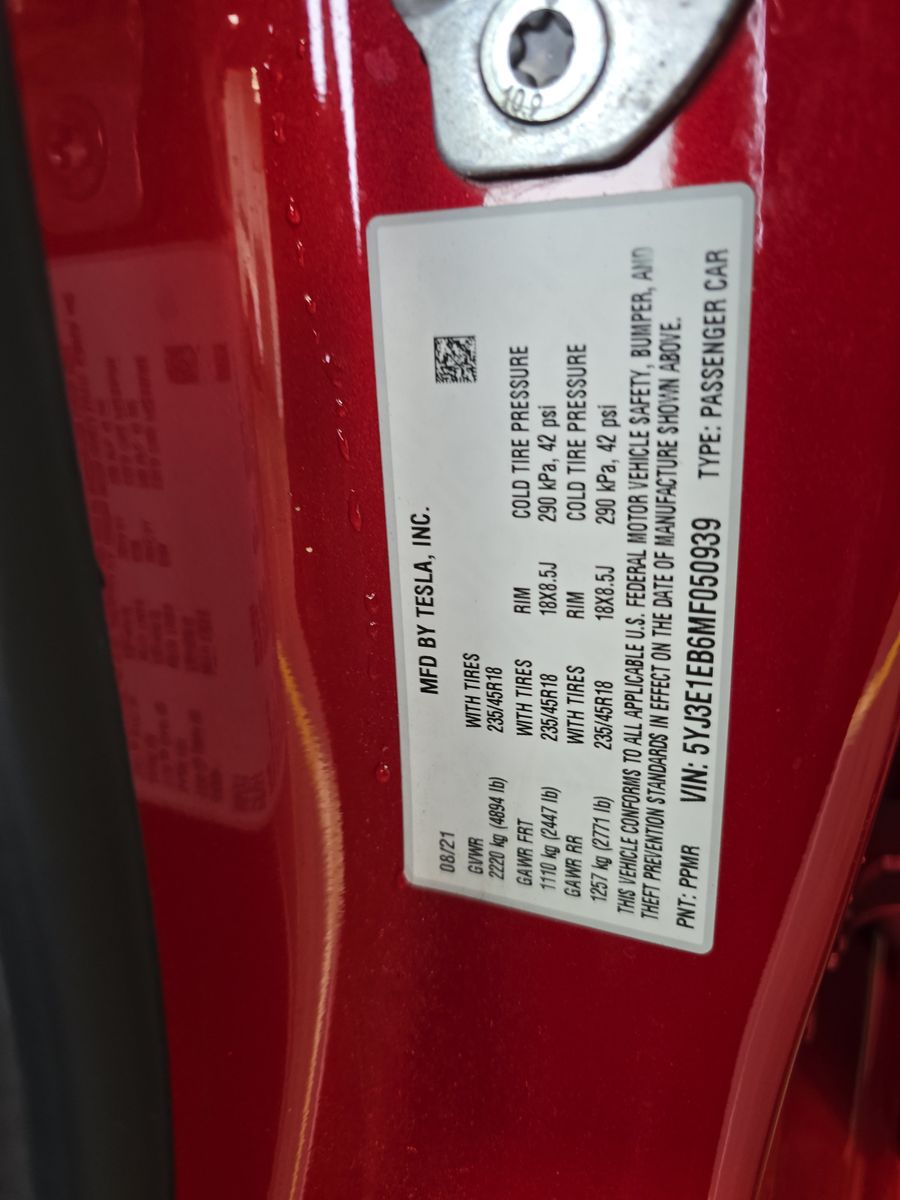 10.9
MFD BY TESLA, INC.
08/21
GVWR WITH TIRES
2220 kg (4894 lb) 235/45R18
GAWR FRT WITH TIRES RIM COLD TIRE PRESSURE
1110 kg (2447 lb) 235/45R18 18X8.5J 290 kPa, 42 psi
GAWR RR WITH TIRES RIM COLD TIRE PRESSURE
1257 kg (2771 lb) 235/45R18 18X8.5J 290 kPa, 42 psi
THIS VEHICLE CONFORMS TO ALL APPLICABLE U.S. FEDERAL MOTOR VEHICLE SAFETY, BUMPER, AND
THEFT PREVENTION STANDARDS IN EFFECT ON THE DATE OF MANUFACTURE SHOWN ABOVE.
PNT: PPMR VIN: 5YJ3E1EB6MF050939 TYPE: PASSENGER CAR